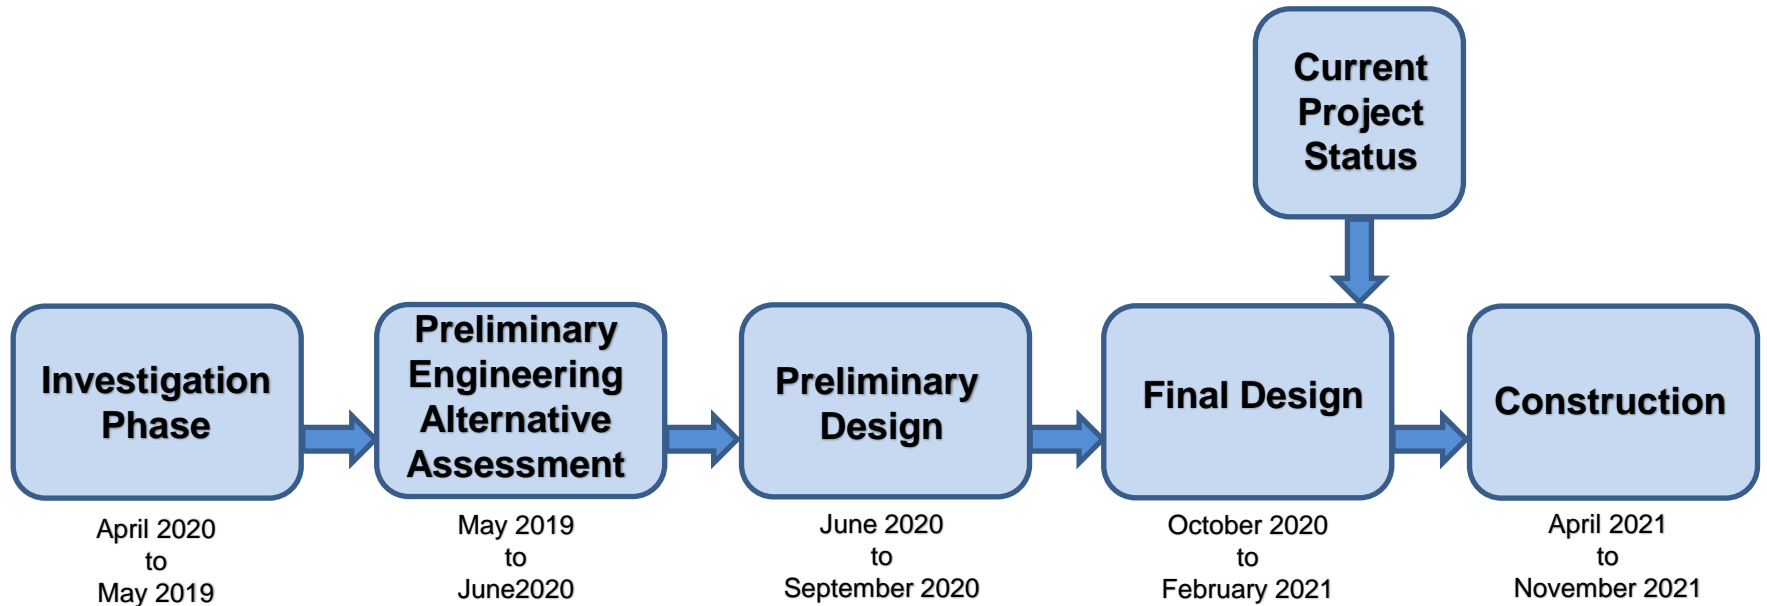 Current
Project
Status
Investigation
Phase
April 2020
to
May 2019
Preliminary
Engineering
Alternative
Assessment
May 2019
to
June2020
Preliminary
Design
June 2020
to
September 2020
Final Design
October 2020
to
February 2021
Construction
April 2021
to
November 2021